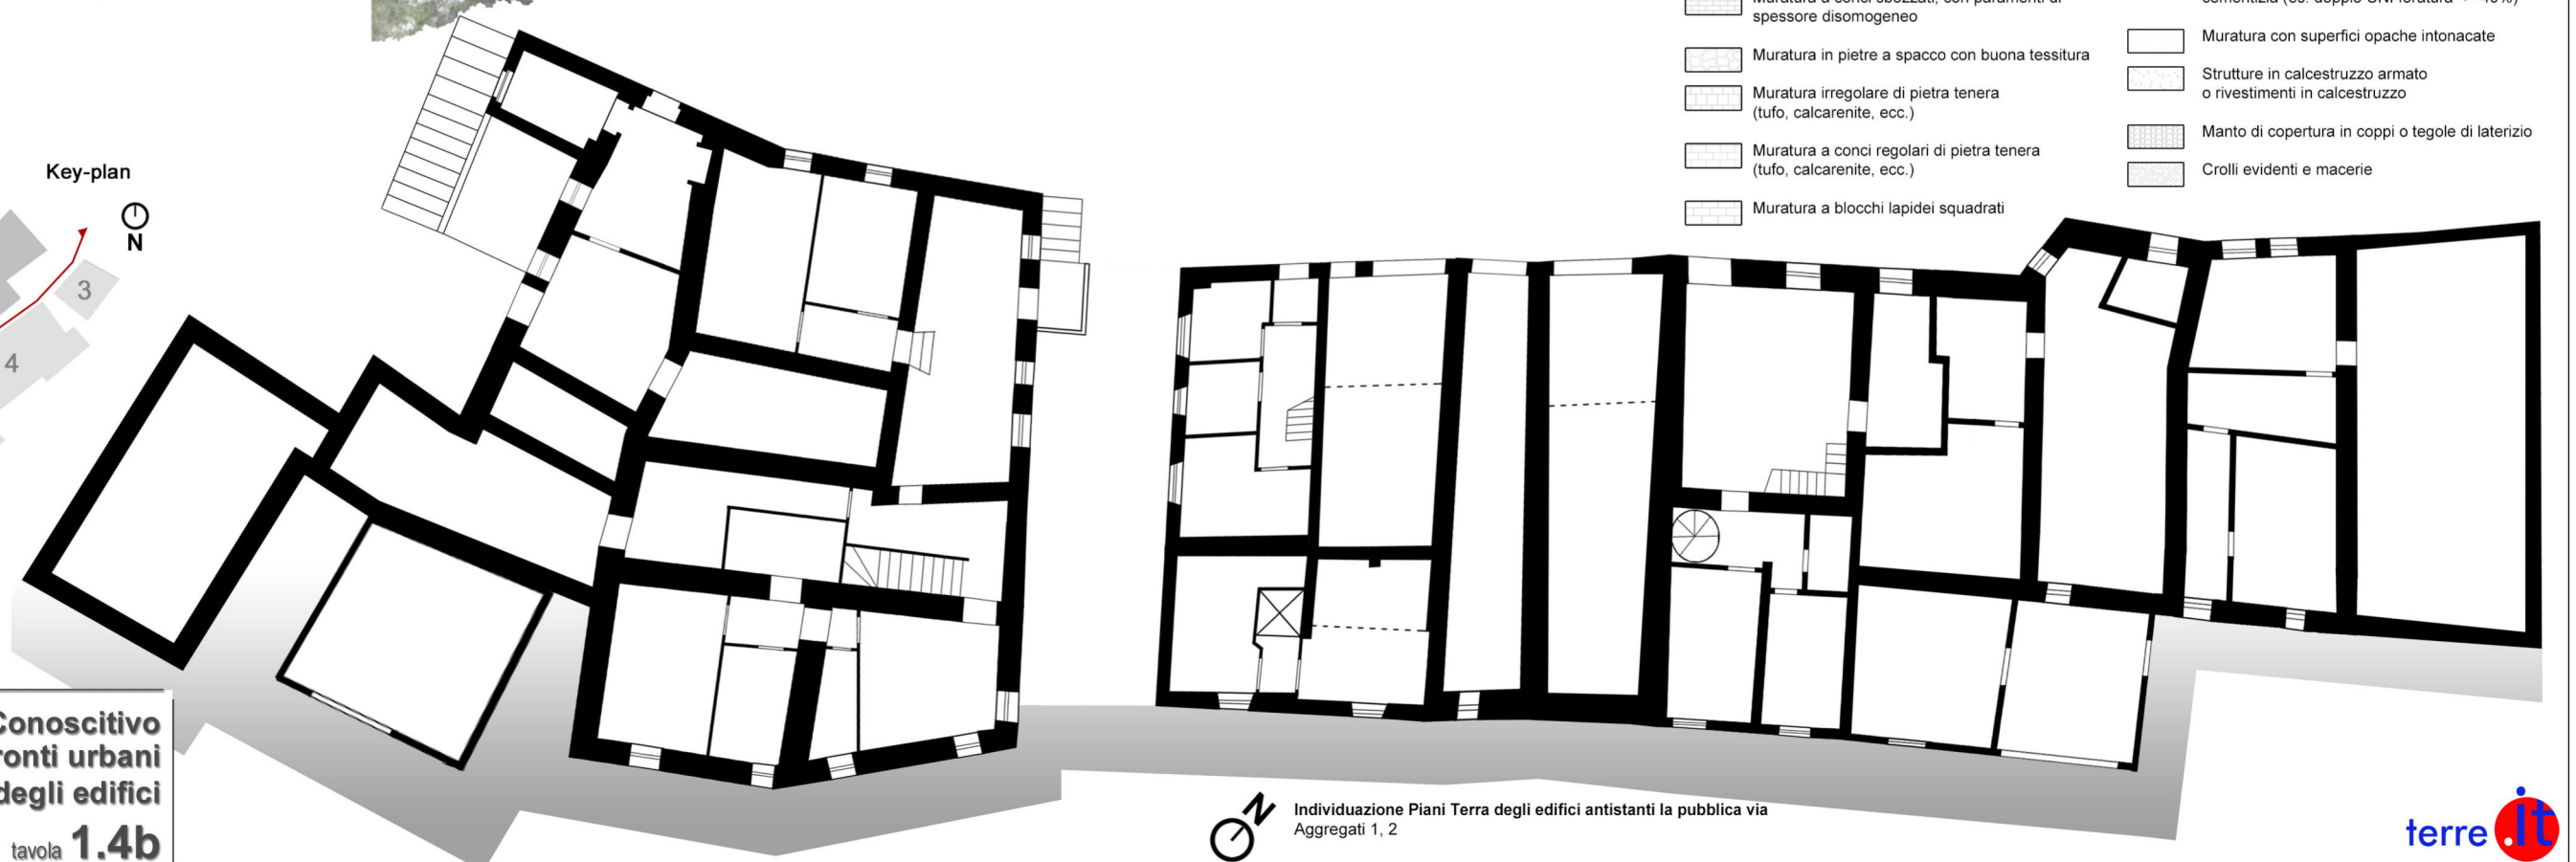 spessore disomogeneo
Muratura in pietre a spacco con buona tessitura
Muratura irregolare di pietra tenera
(tufo, calcarenite, ecc.)
Muratura a conci regolari di pietra tenera
(tufo, calcarenite, ecc.)
Muratura a blocchi lapidei squadrati
Muratura con superfici opache intonacate
Strutture in calcestruzzo armato
o rivestimenti in calcestruzzo
Manto di copertura in coppi o tegole di laterizio
Crolli evidenti e macerie
Key-plan
N
3
4
Conoscitivo
ronti urbani
degli edifici
tavola 1.4b
N
Individuazione Piani Terra degli edifici antistanti la pubblica via
Aggregati 1, 2
terre.it